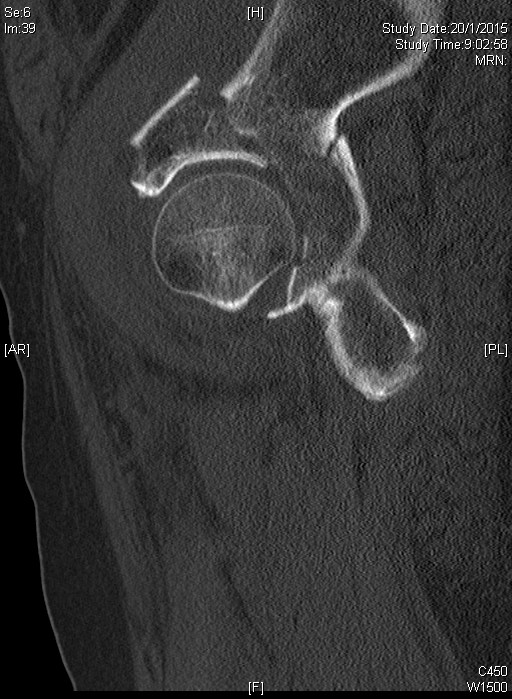 Se:6
Im:39
[H]
Study Date:20/1/2015
Study Time:9:02:58
MRN:
[AR]
[PL]
[F]
C450
W1500